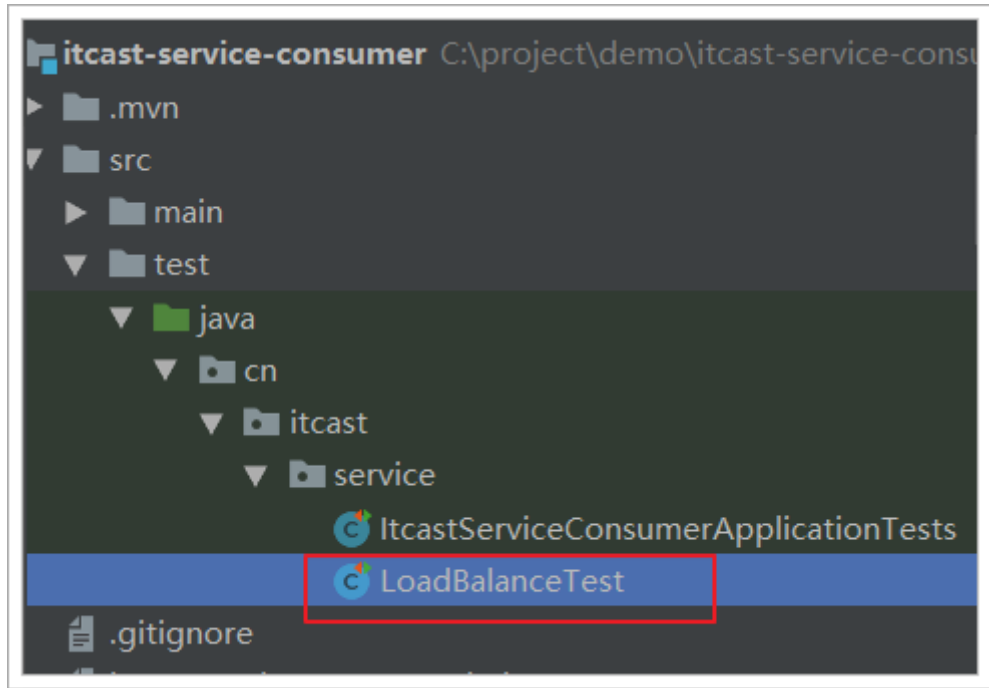 itcast-service-consumer C:\project\demo\itcast-service-consu
.mvn
src
main
test
java
cn
itcast
service
ItcastServiceConsumerApplicationTests
LoadBalanceTest
.gitignore